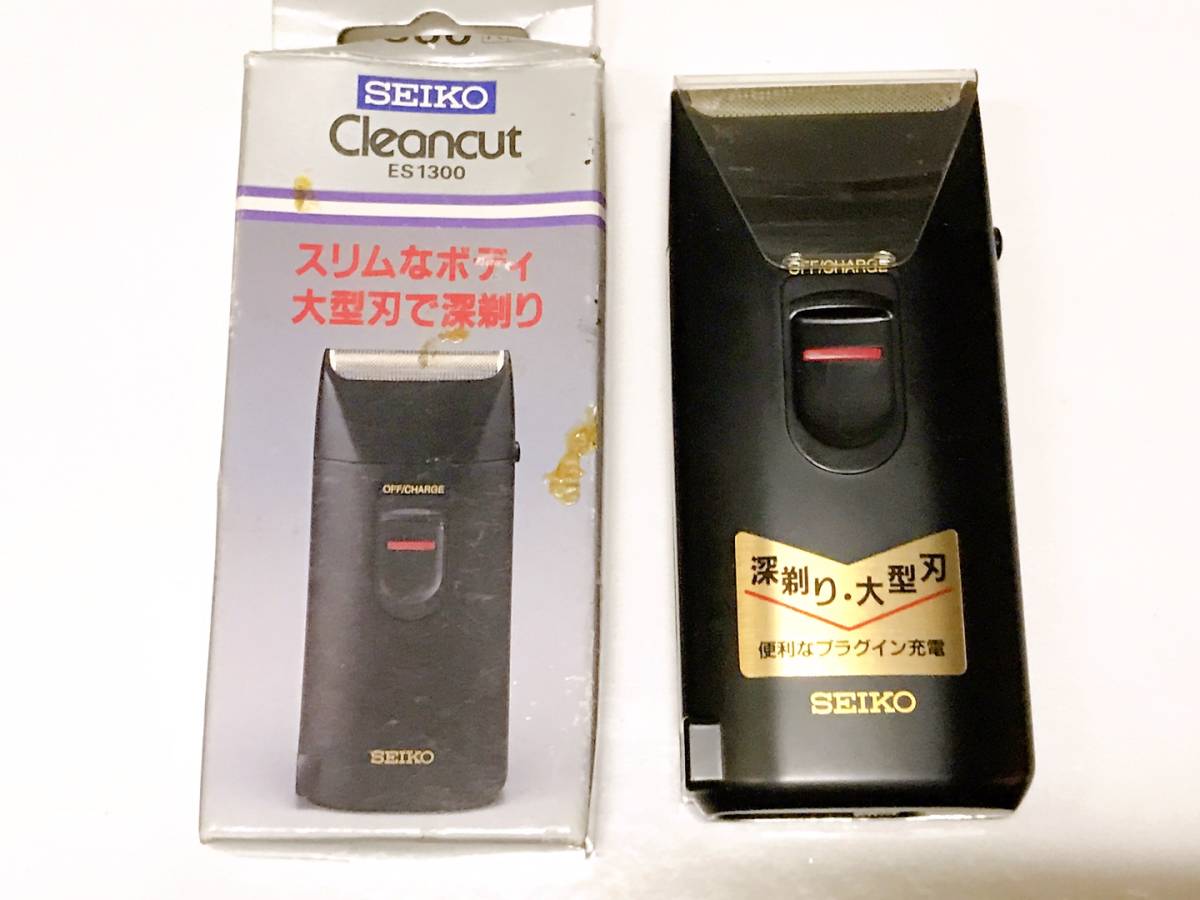 SEIKO
Cleancut
ES1300
スリムなボディ
大型刃で深剃り
OFF/CHARGE
SEIKO
OFF/CHARGE
深剃り・大型刃
便利なプラグイン充電
SEIKO